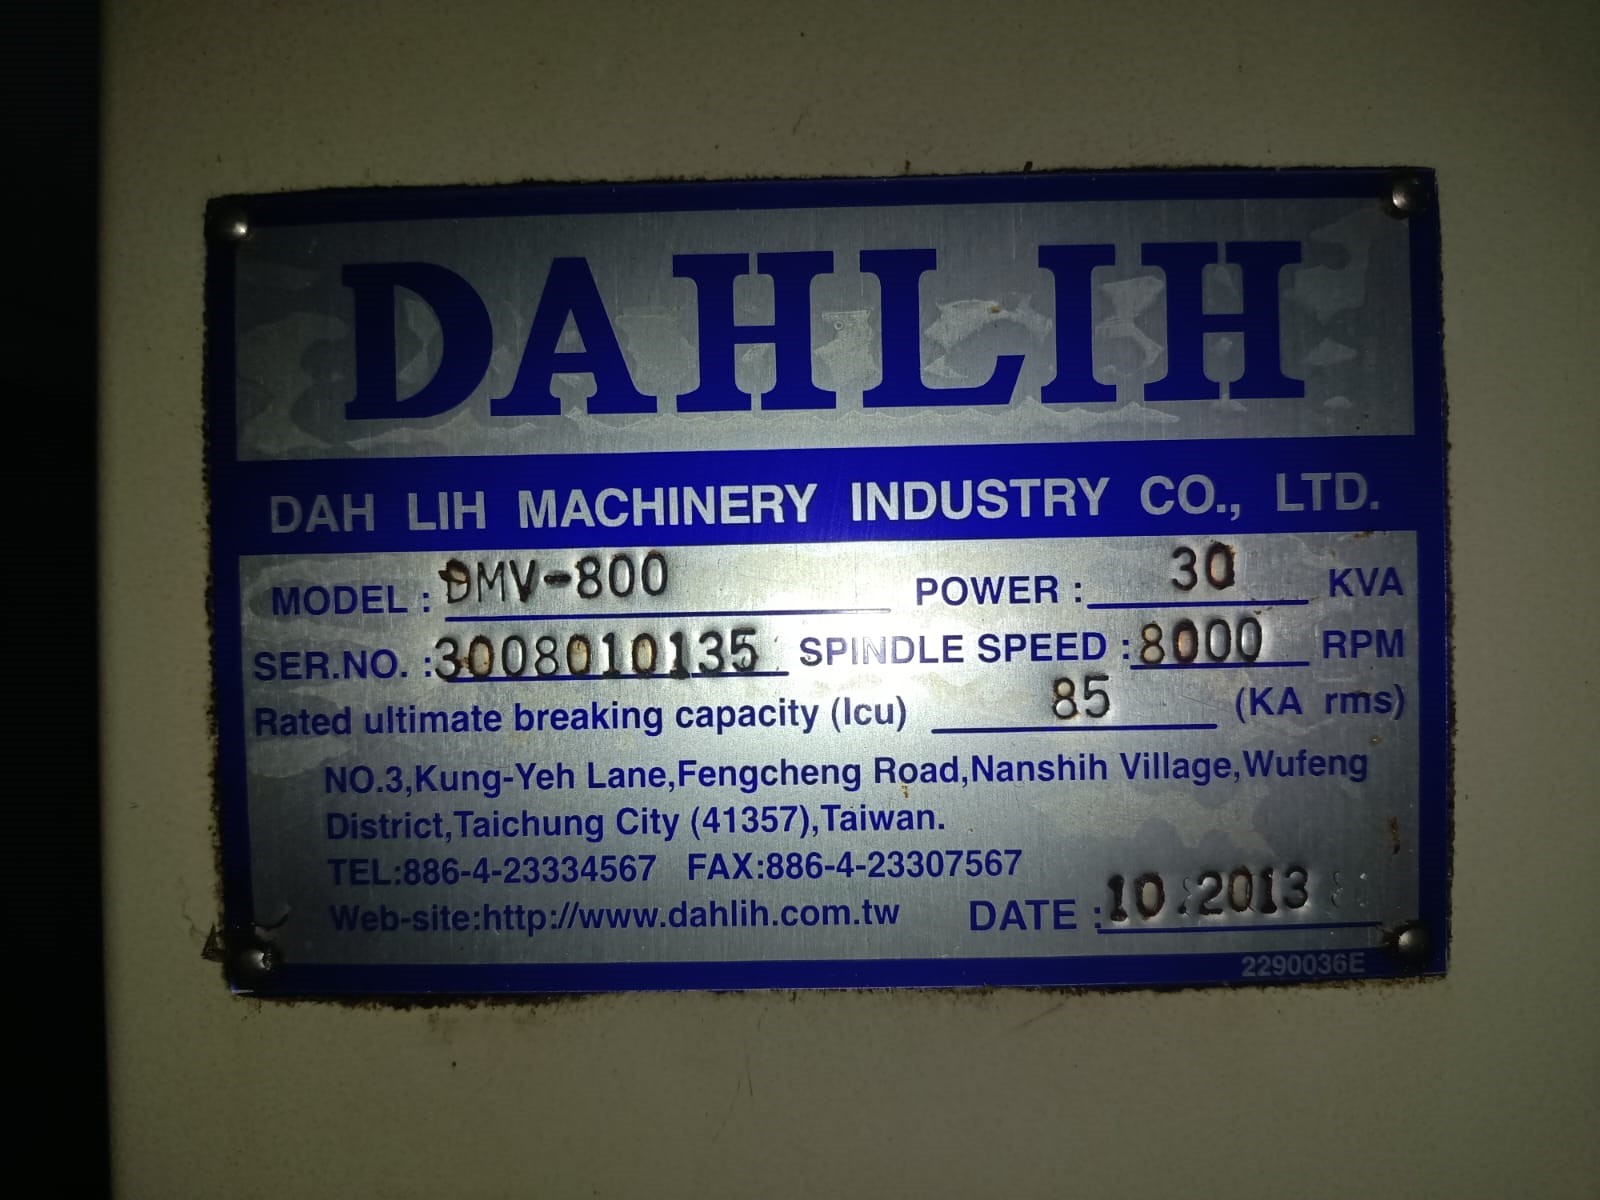 DAHLIH
DAH LIH MACHINERY INDUSTRY CO., LTD.
MODEL : DMV-800 POWER : 30 KVA
SER.NO. :3008010135 SPINDLE SPEED :8000 RPM
Rated ultimate breaking capacity (Icu) 85 (KA rms)
NO.3,Kung-Yeh Lane,Fengcheng Road,Nanshih Village,Wufeng
District,Taichung City (41357),Taiwan.
TEL:886-4-23334567 FAX:886-4-23307567
Web-site:http://www.dahlih.com.tw DATE :10 :2013
2290036E